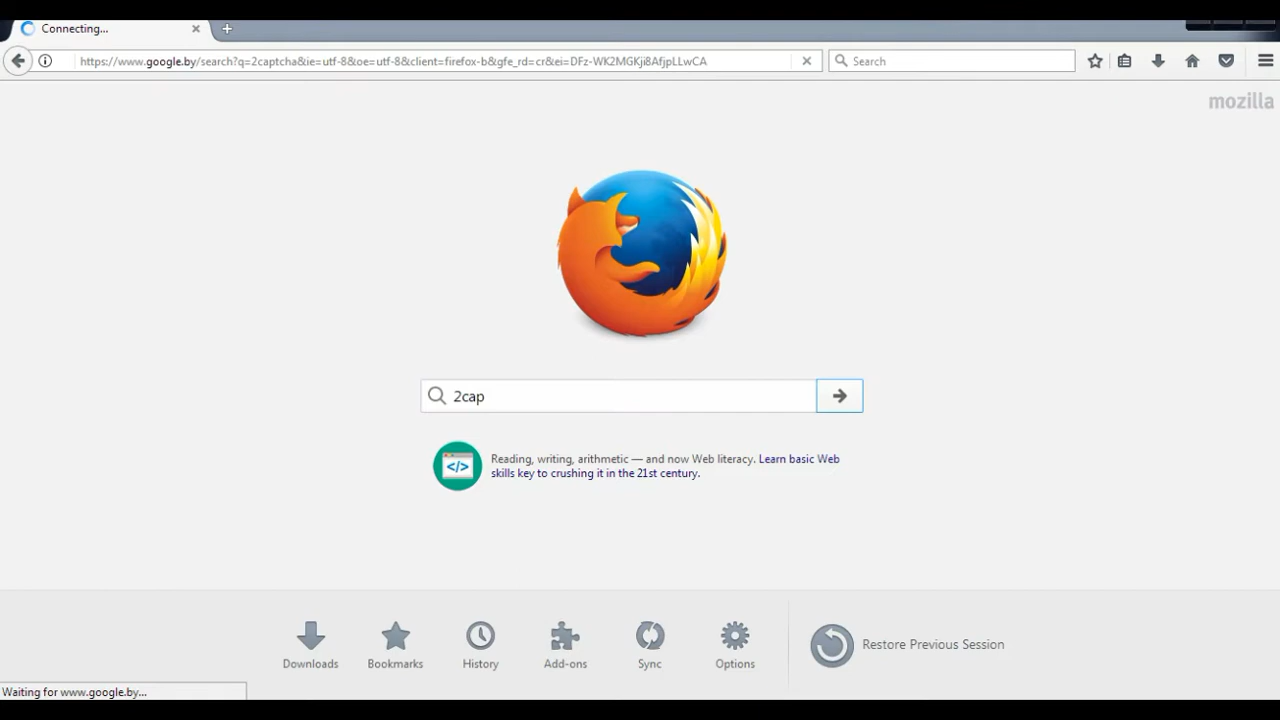 Connecting...
https://www.google.by/search?q=2captcha&ie=utf-8&oe=utf-8&client=firefox-b&gfe_rd=cr&ei=DFz-WK2MGKji8AfjpLLwCA
Search
mozilla
2cap
Reading, writing, arithmetic — and now Web literacy. Learn basic Web
skills key to crushing it in the 21st century.
Downloads
Bookmarks
History
Add-ons
Sync
Options
Restore Previous Session
Waiting for www.google.by...